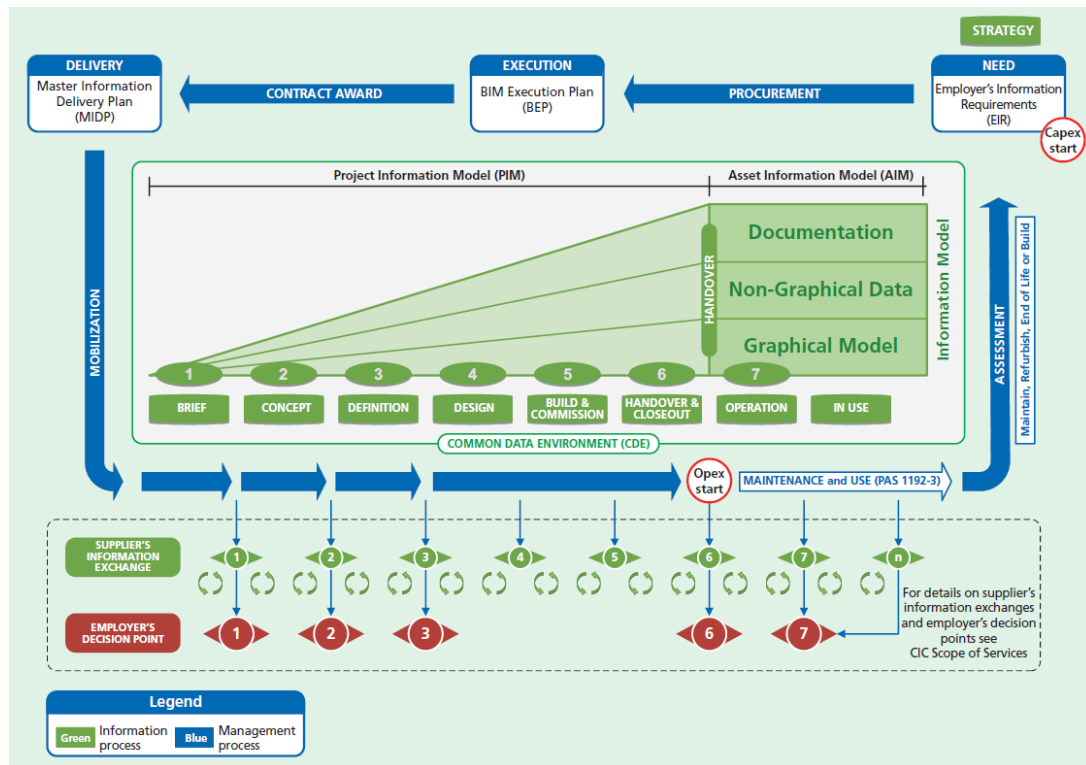 STRATEGY
DELIVERY
Master Information
Delivery Plan
(MIDP)
CONTRACT AWARD
EXECUTION
BIM Execution Plan
(BEP)
PROCUREMENT
NEED
Employer's Information
Requirements
(EIR)
Capex
start
Project Information Model (PIM)
Asset Information Model (AIM)
MOBILIZATION
Documentation
Non-Graphical Data
Graphical Model
HANDOVER
Information Model
ASSESSMENT
Maintain, Refurbish, End of Life or Build
1 2 3 4 5 6 7
BRIEF
CONCEPT
DEFINITION
DESIGN
BUILD &
COMMISSION
HANDOVER &
CLOSEOUT
OPERATION
IN USE
COMMON DATA ENVIRONMENT (CDE)
Opex
start
MAINTENANCE and USE (PAS 1192-3)
SUPPLIER'S
INFORMATION
EXCHANGE
1 2 3 4 5 6 7 n
EMPLOYER'S
DECISION POINT
1 2 3 6 7
For details on supplier's
information exchanges
and employer's decision
points see
CIC Scope of Services
Legend
Green Information
process
Blue Management
process